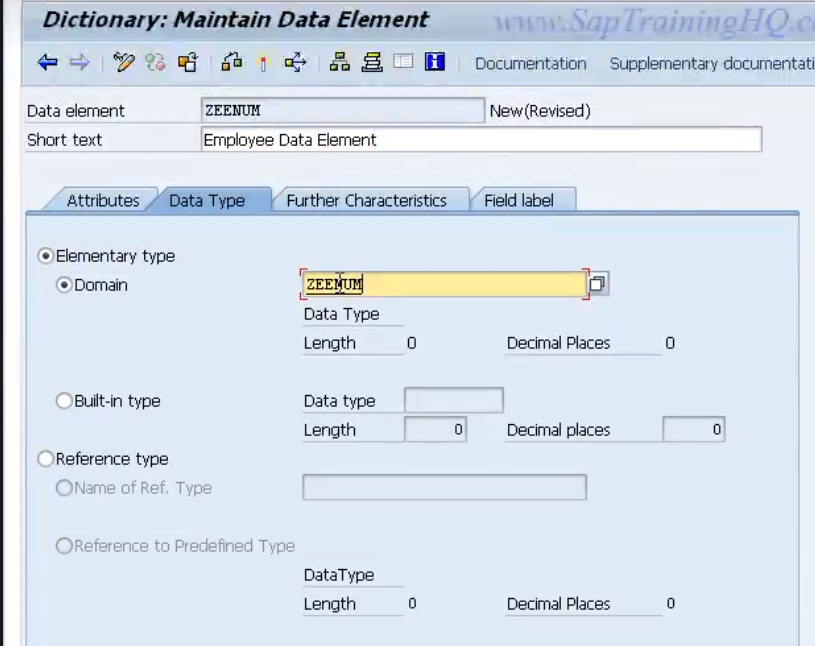 Dictionary: Maintain Data Element www.SapTrainingHQ.c
Documentation Supplementary documentati
Data element ZEENUM New(Revised)
Short text Employee Data Element
Attributes Data Type Further Characteristics Field label
Elementary type
Domain ZEENUM
Data Type
Length 0 Decimal Places 0
Built-in type Data type
Length 0 Decimal places 0
Reference type
Name of Ref. Type
Reference to Predefined Type
DataType
Length 0 Decimal Places 0